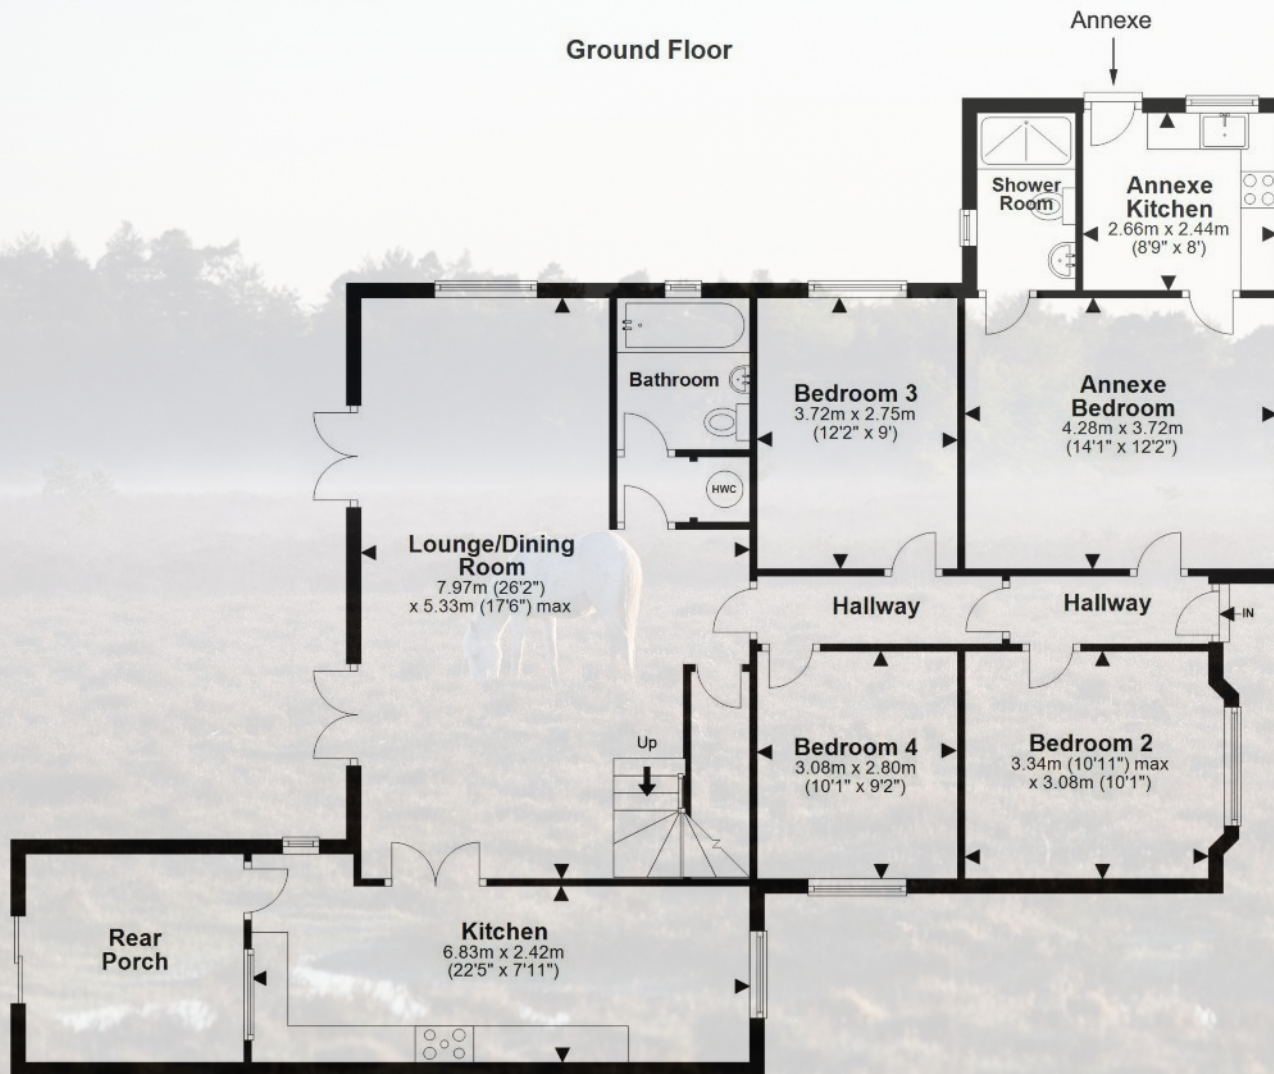 Annexe
Ground Floor
Shower
Room
Annexe
Kitchen
2.66m x 2.44m
(8'9" x 8')
Bathroom
HWC
Bedroom 3
3.72m x 2.75m
(12'2" x 9')
Annexe
Bedroom
4.28m x 3.72m
(14'1" x 12'2")
Lounge/Dining
Room
7.97m (26'2")
x 5.33m (17'6") max
Hallway
Hallway
IN
Up
Bedroom 4
3.08m x 2.80m
(10'1" x 9'2")
Bedroom 2
3.34m (10'11") max
x 3.08m (10'1")
Rear
Porch
Kitchen
6.83m x 2.42m
(22'5" x 7'11")